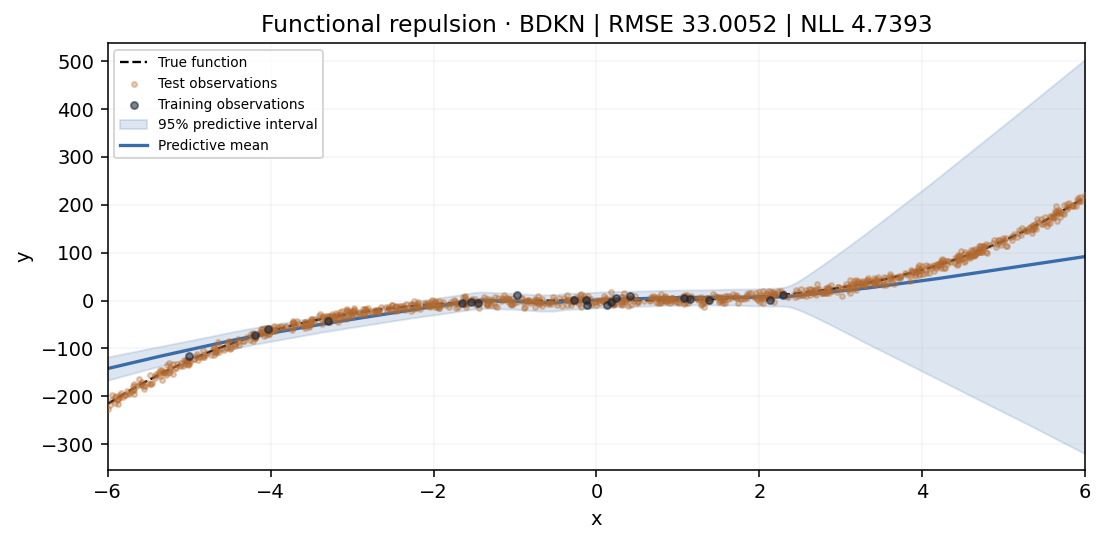 Functional repulsion · BDKN | RMSE 33.0052 | NLL 4.7393
True function
Test observations
Training observations
95% predictive interval
Predictive mean
y
500
400
300
200
100
0
−100
−200
−300
−6
−4
−2
0
2
4
6
x